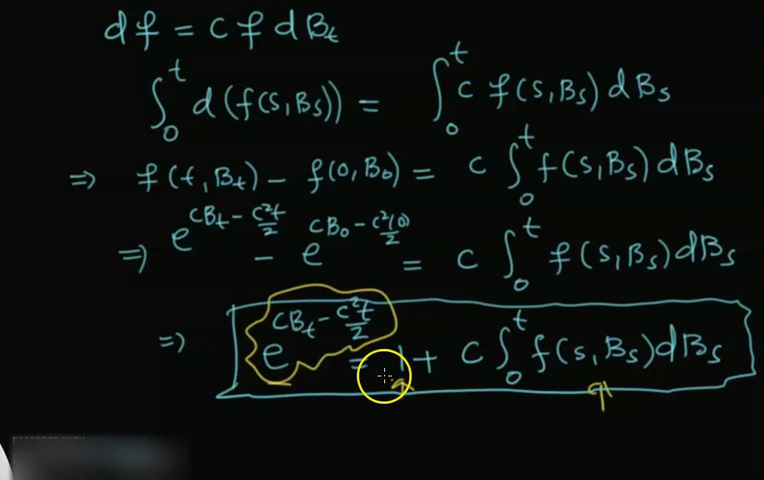 df = c f dB_t
∫_0^t d(f(s,B_s)) = ∫_0^t c f(s,B_s) dB_s
⇒ f(t,B_t) - f(0,B_0) = c ∫_0^t f(s,B_s) dB_s
⇒ e^{cB_t - c²t/2} - e^{cB_0 - c²(0)/2} = c ∫_0^t f(s,B_s) dB_s
⇒ e^{cB_t - c²t/2} = 1 + c ∫_0^t f(s,B_s) dB_s